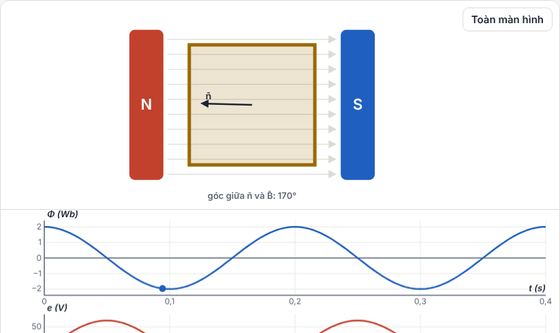 Toàn màn hình
N
S
n̄
góc giữa n̄ và B̄: 170°
Φ (Wb)
2
1
0
−1
−2
t (s)
0
0,1
0,2
0,3
0,4
e (V)
50